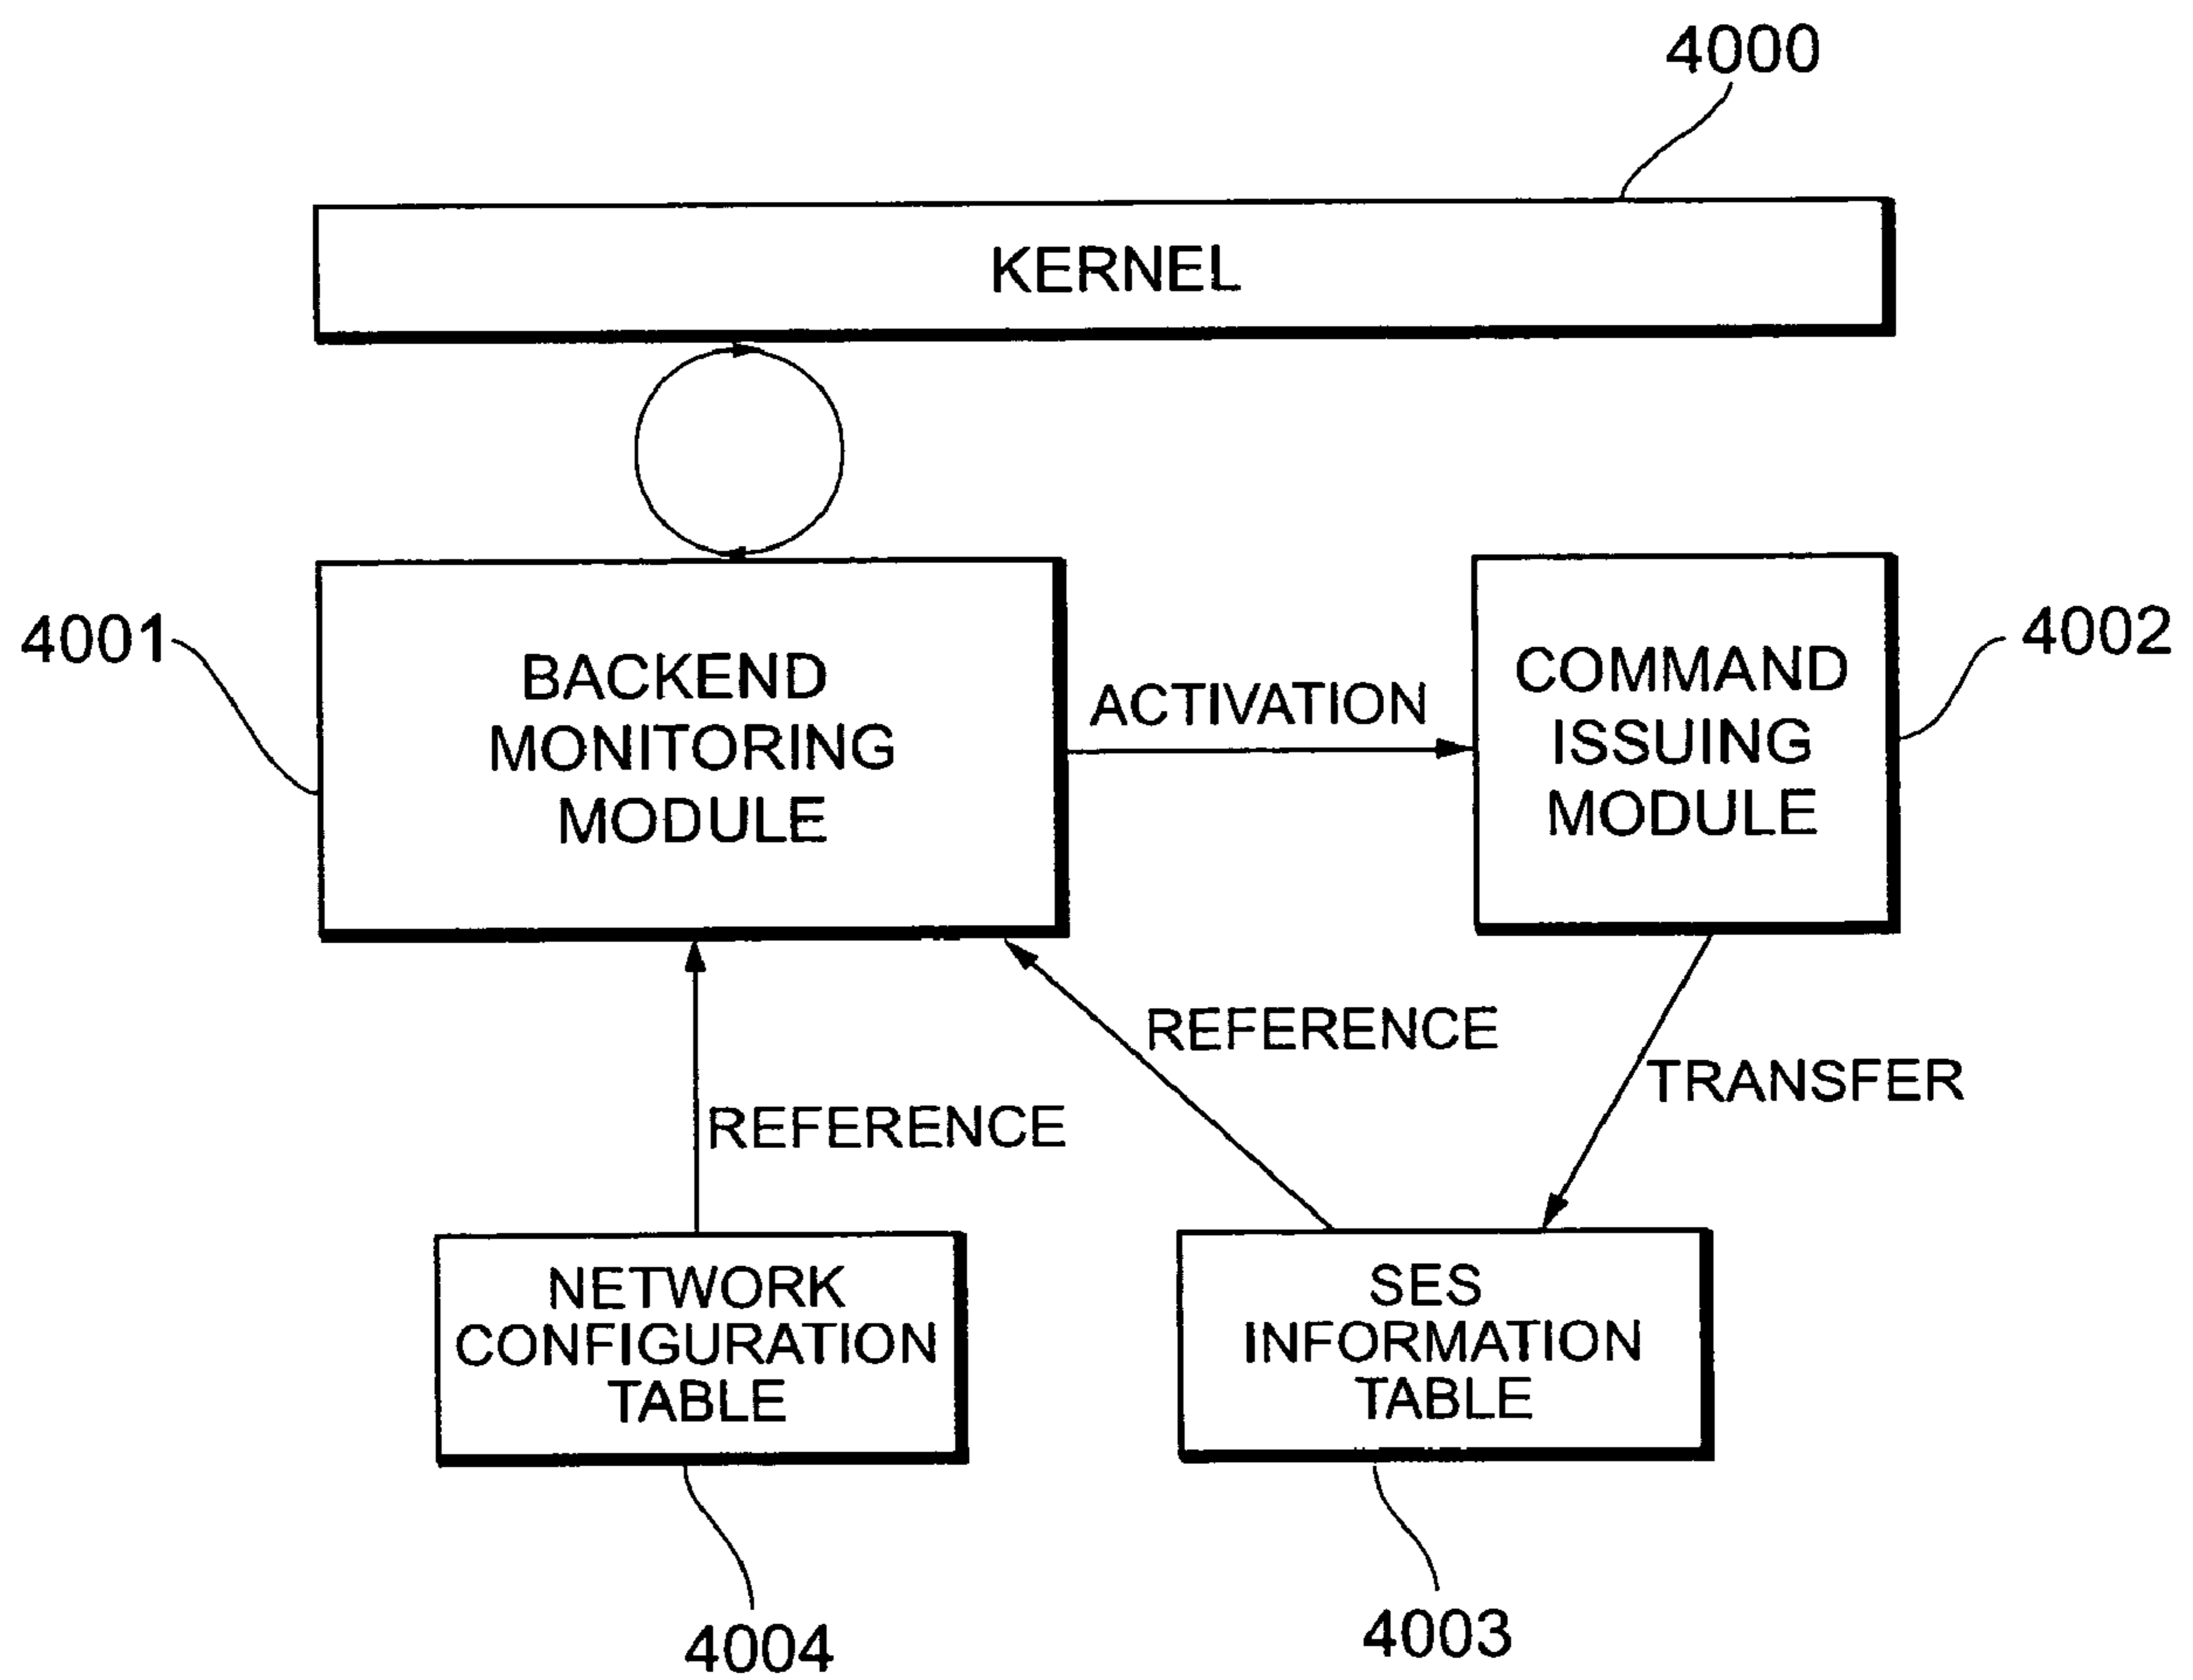 4000
KERNEL
4001
BACKEND
MONITORING
MODULE
ACTIVATION
COMMAND
ISSUING
MODULE
4002
REFERENCE
TRANSFER
REFERENCE
NETWORK
CONFIGURATION
TABLE
SES
INFORMATION
TABLE
4004
4003